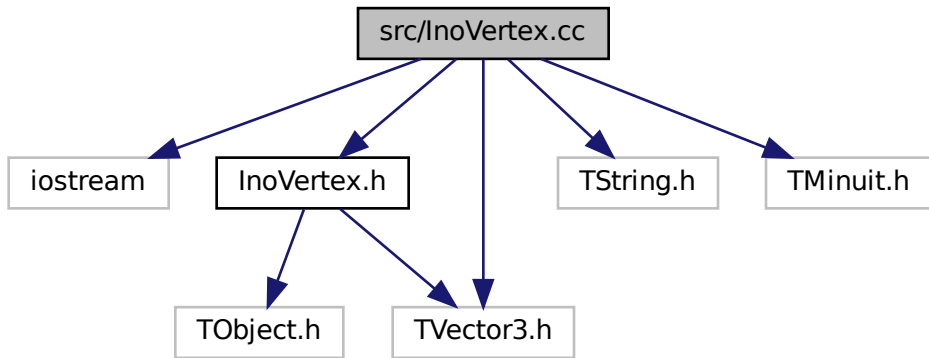 src/InoVertex.cc
iostream
InoVertex.h
TString.h
TMinuit.h
TObject.h
TVector3.h